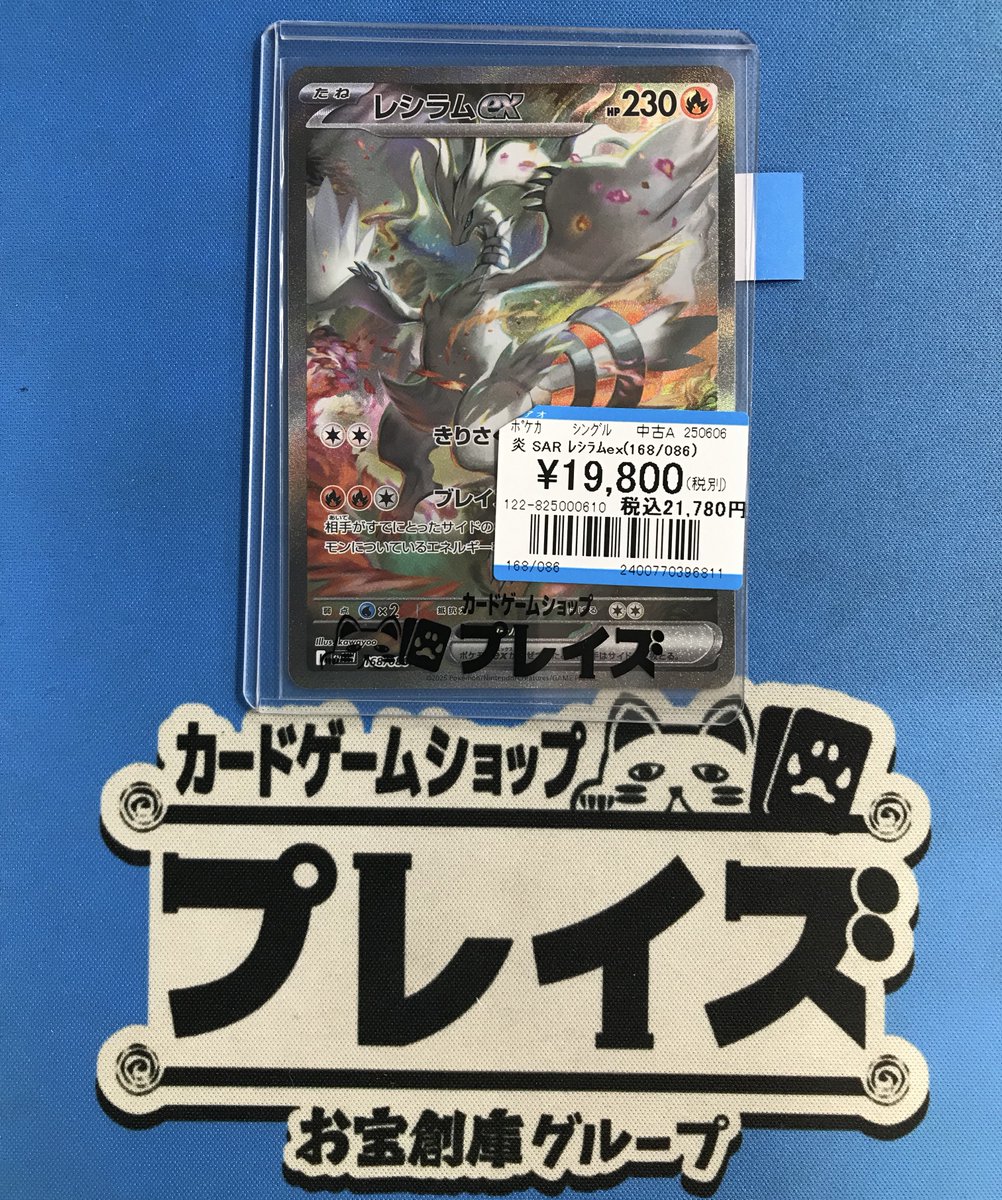 たね レシラムex HP230
きりさ
ブレイ
相手がすでにとったサイドの
モンについているエネルギー
弱点 ×2
Illus. kawayoo
ポケカ シングル 中古A 250606
炎 SAR ﾚｼﾗﾑex(168/086)
¥19,800(税別)
122-825000610 税込21,780円
168/086 2400770396811
カードゲームショップ
プレイズ
カードゲームショップ
プレイズ
お宝創庫グループ